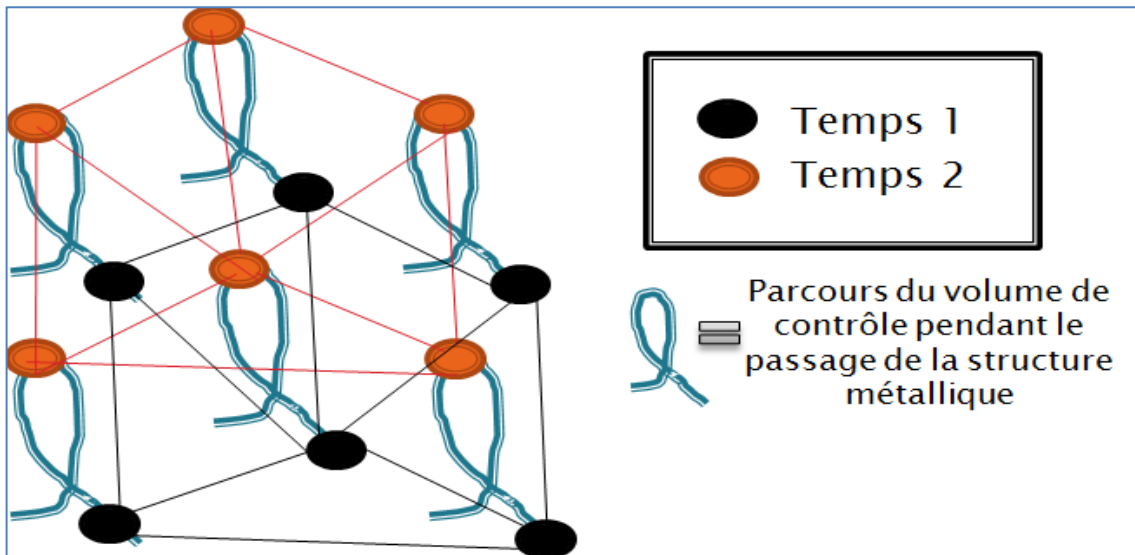 Temps 1
Temps 2
Parcours du volume de
contrôle pendant le
passage de la structure
métallique